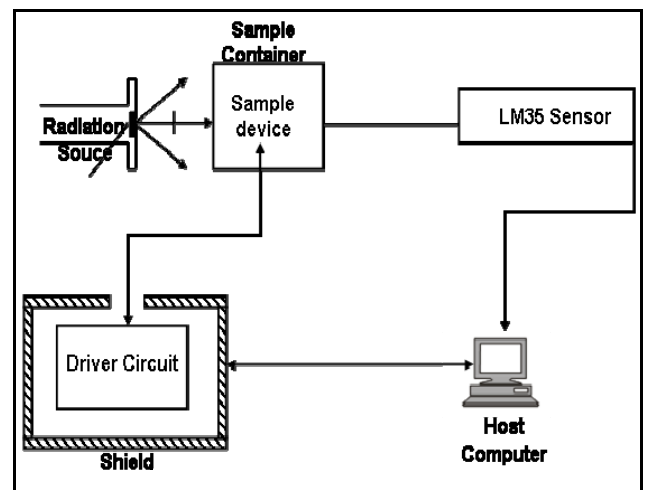 Sample
Container
Sample
device
LM35 Sensor
Radiation
Souce
Driver Circuit
Shield
Host
Computer